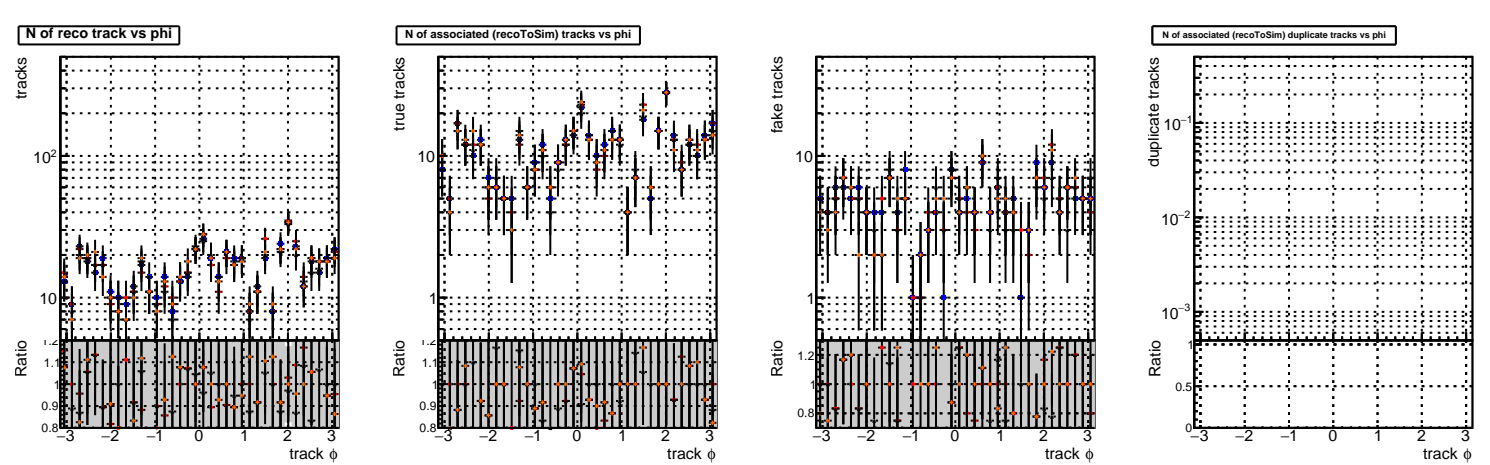 N of reco track vs phi
tracks
10²
10
Ratio
1.2
1.1
1
0.9
0.8
−3 −2 −1 0 1 2 3
track ϕ
N of associated (recoToSim) tracks vs phi
true tracks
10
1
Ratio
1.2
1.1
1
0.9
0.8
−3 −2 −1 0 1 2 3
track ϕ
fake tracks
10
1
Ratio
1.2
1
0.8
−3 −2 −1 0 1 2 3
track ϕ
N of associated (recoToSim) duplicate tracks vs phi
duplicate tracks
10⁻¹
10⁻²
10⁻³
Ratio
1
0.5
0
−3 −2 −1 0 1 2 3
track ϕ